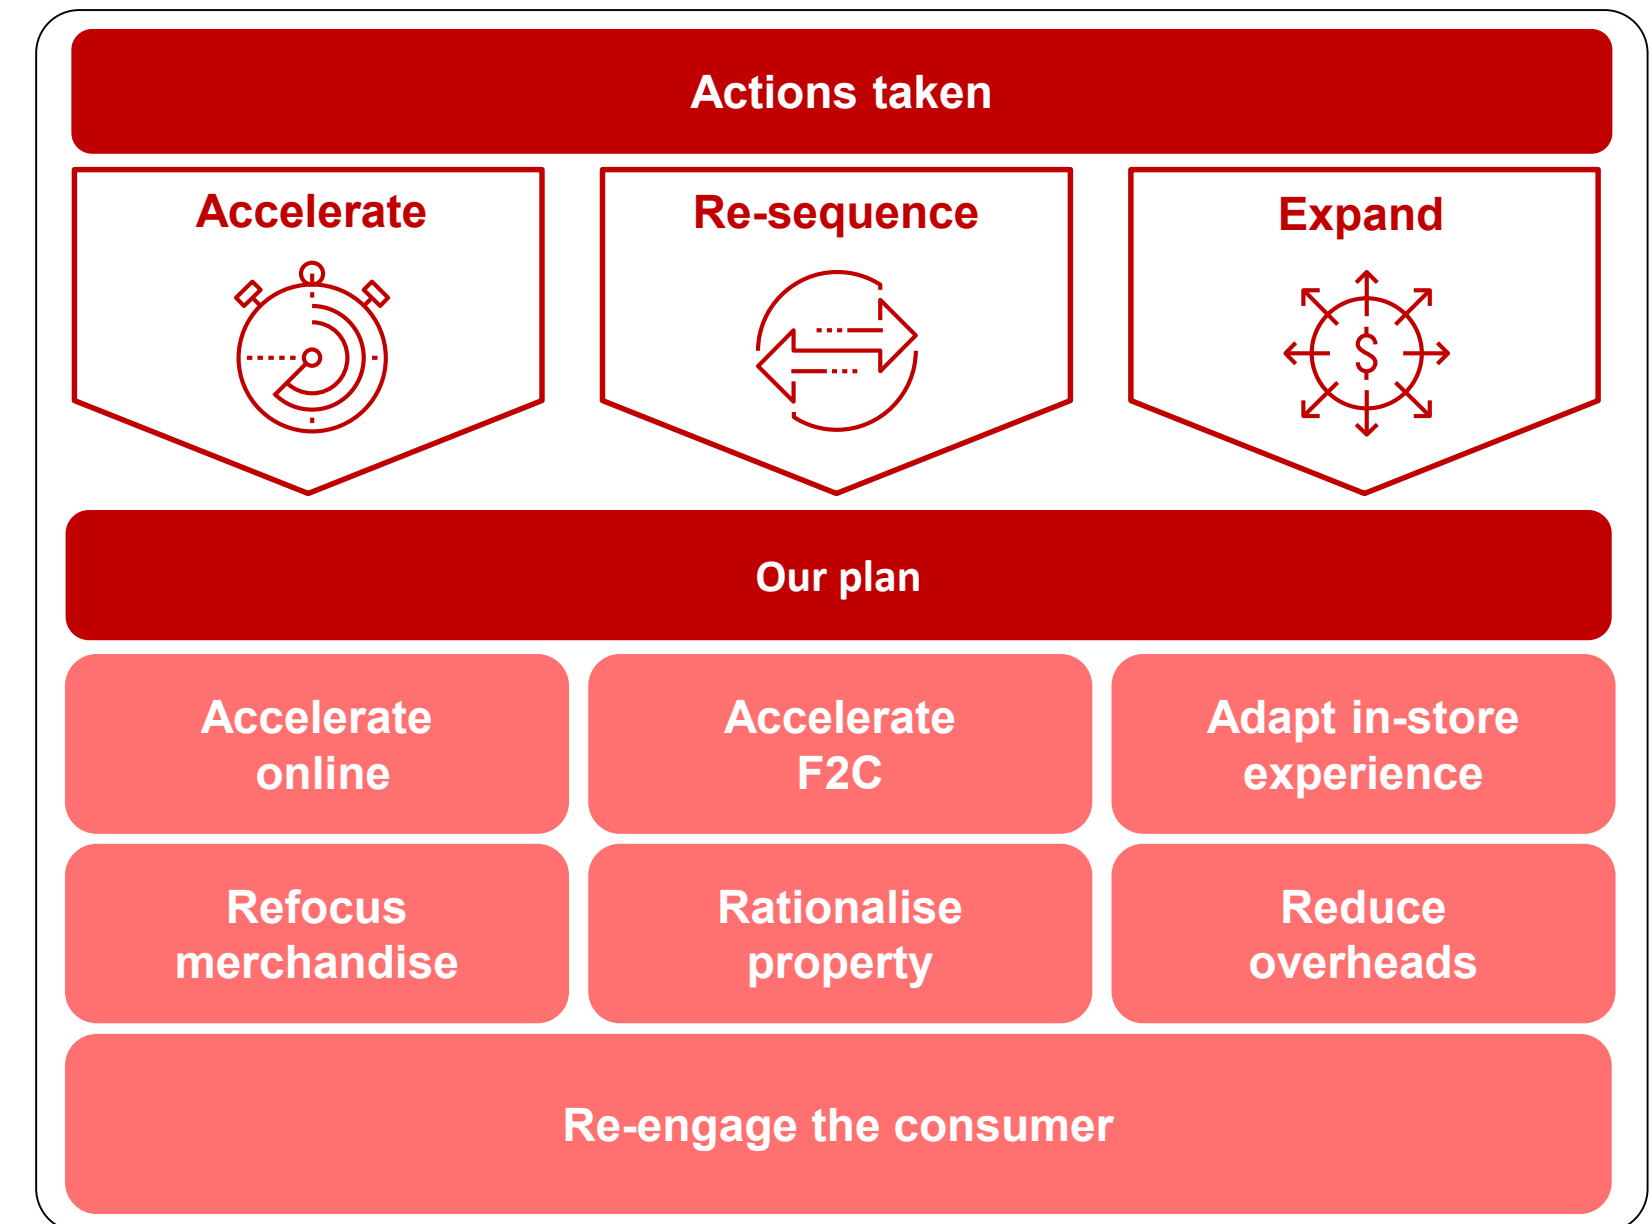 Actions taken
Accelerate
Re-sequence
Expand
$
Our plan
Accelerate
online
Accelerate
F2C
Adapt in-store
experience
Refocus
merchandise
Rationalise
property
Reduce
overheads
Re-engage the consumer